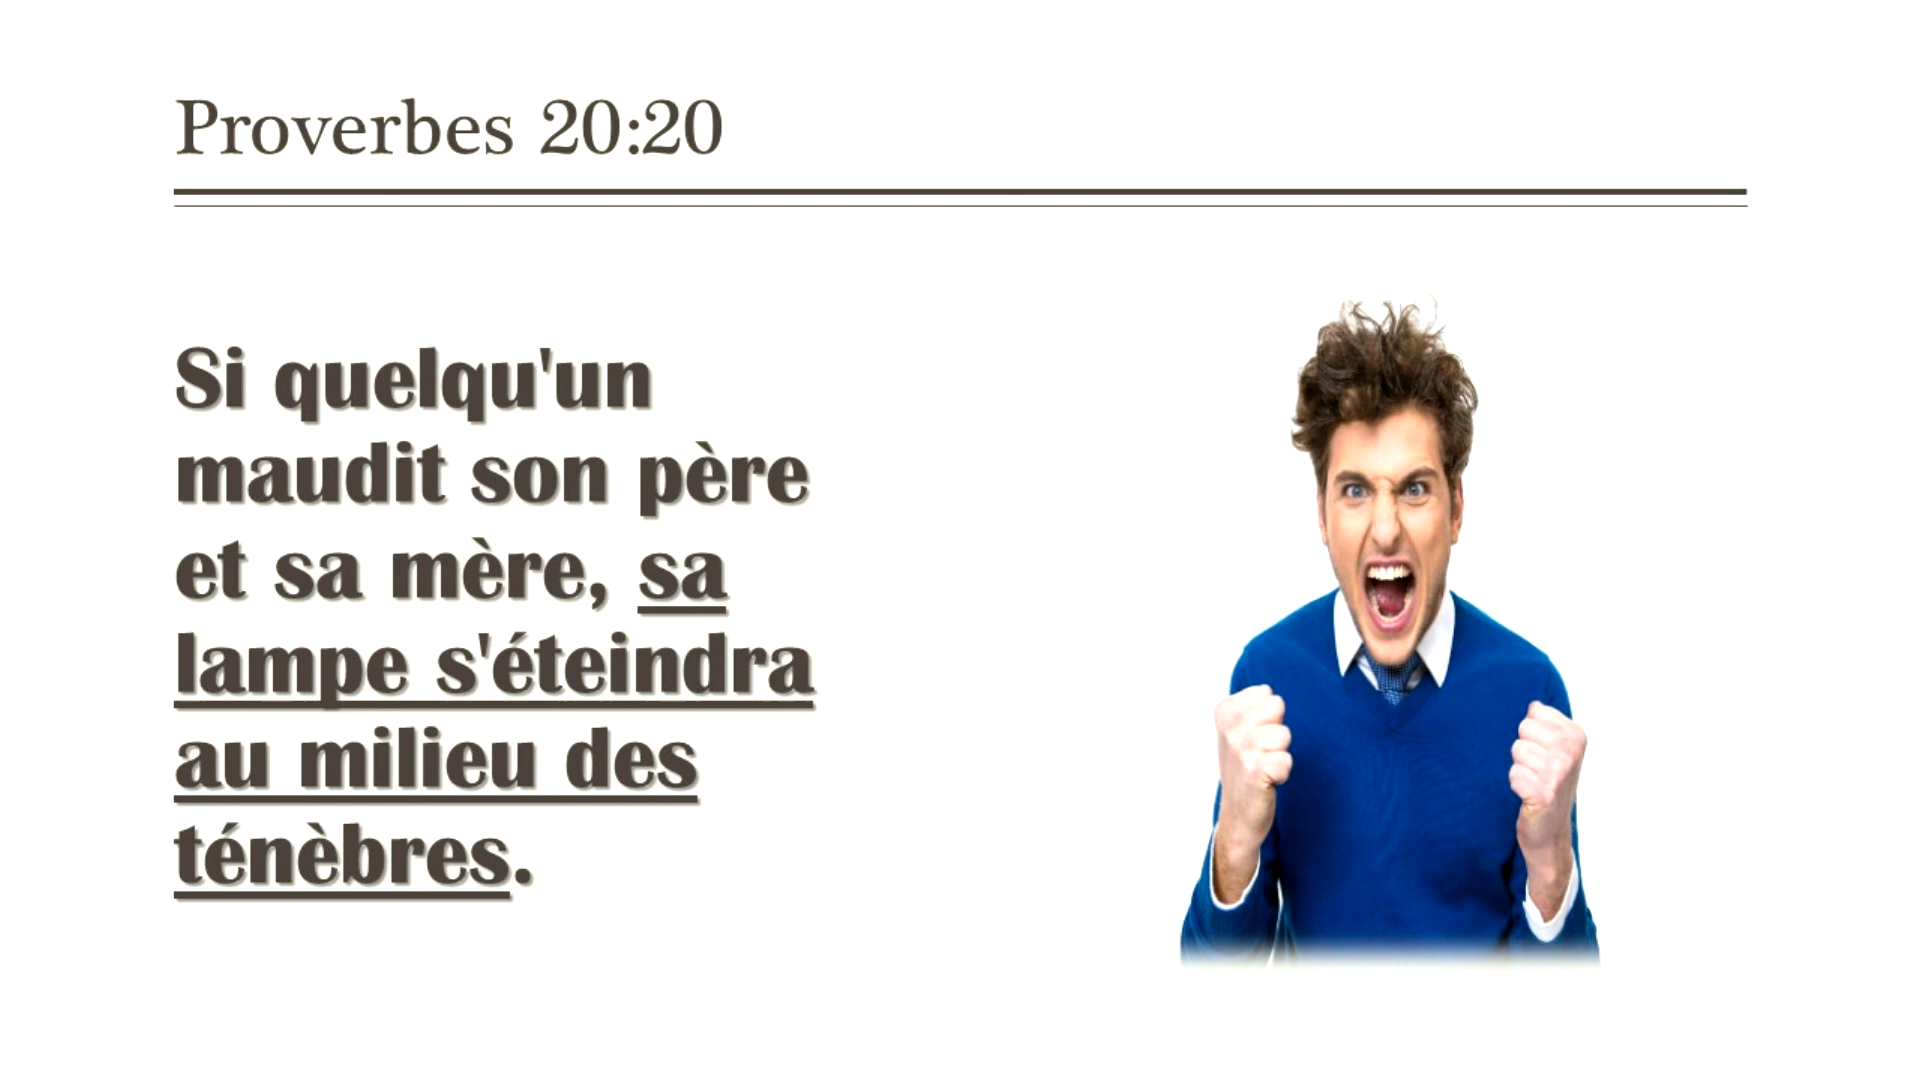 Proverbes 20:20
Si quelqu'un
maudit son père
et sa mère, sa
lampe s'éteindra
au milieu des
ténèbres.